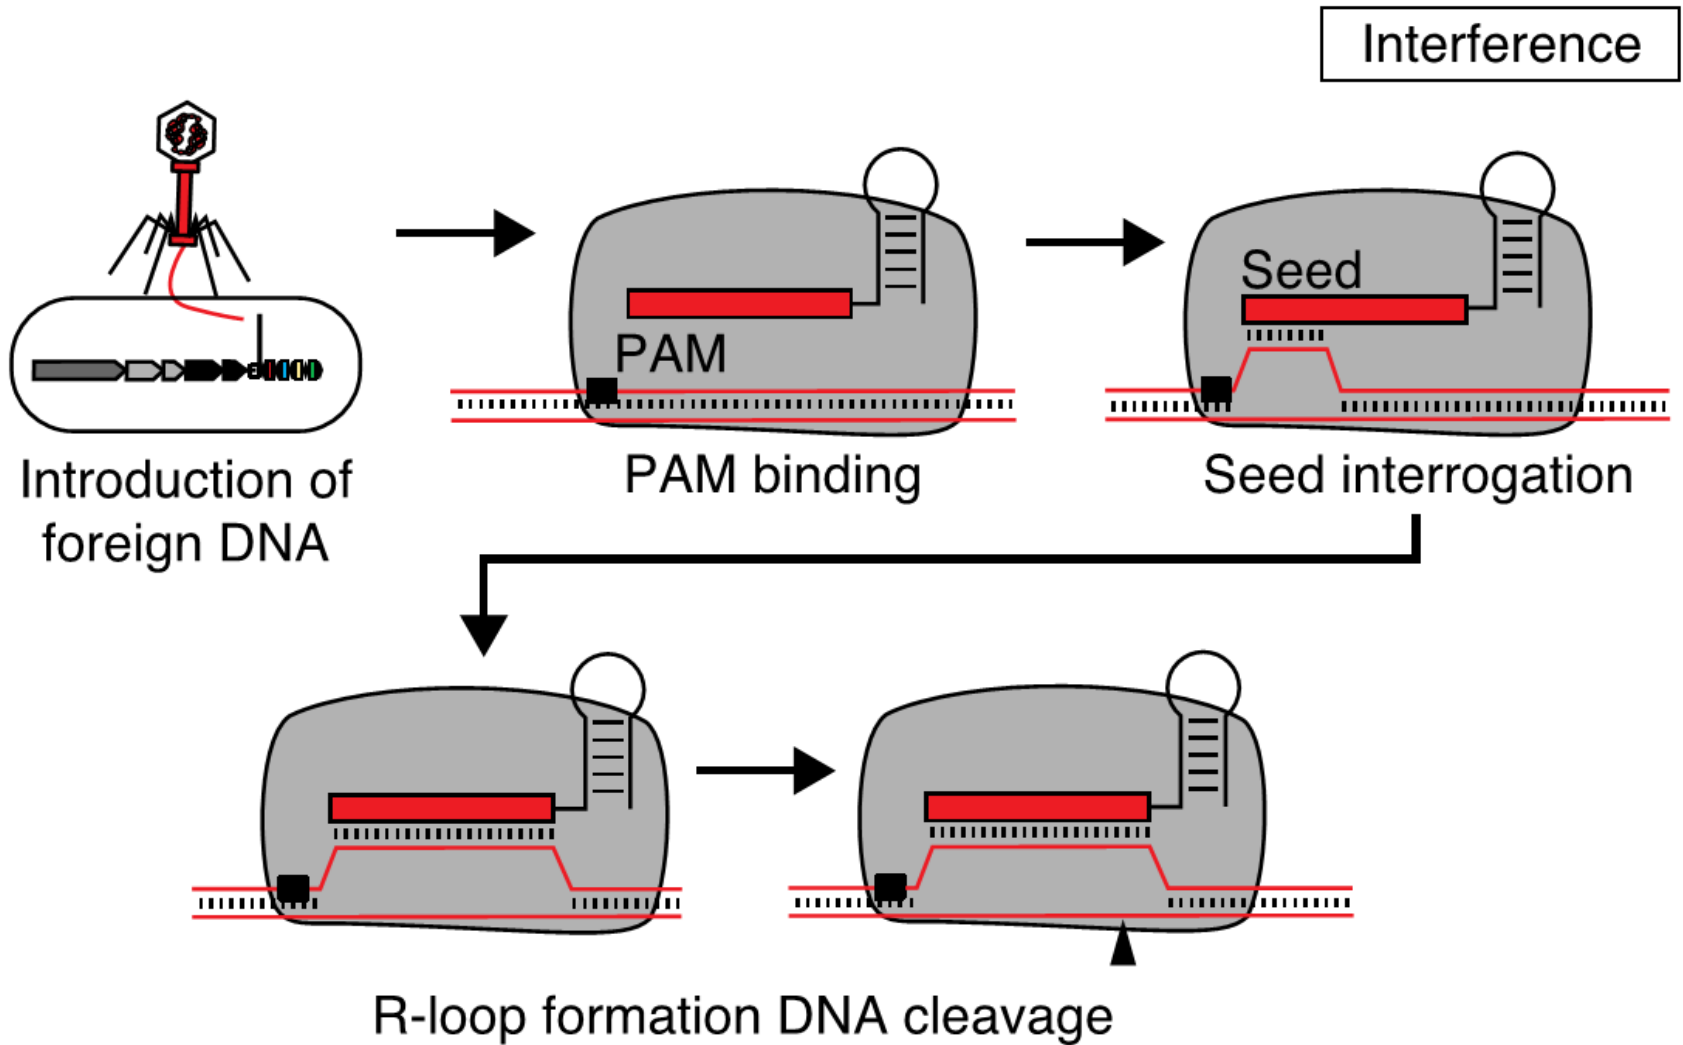 Interference
Introduction of
foreign DNA
PAM
PAM binding
Seed
Seed interrogation
R-loop formation DNA cleavage